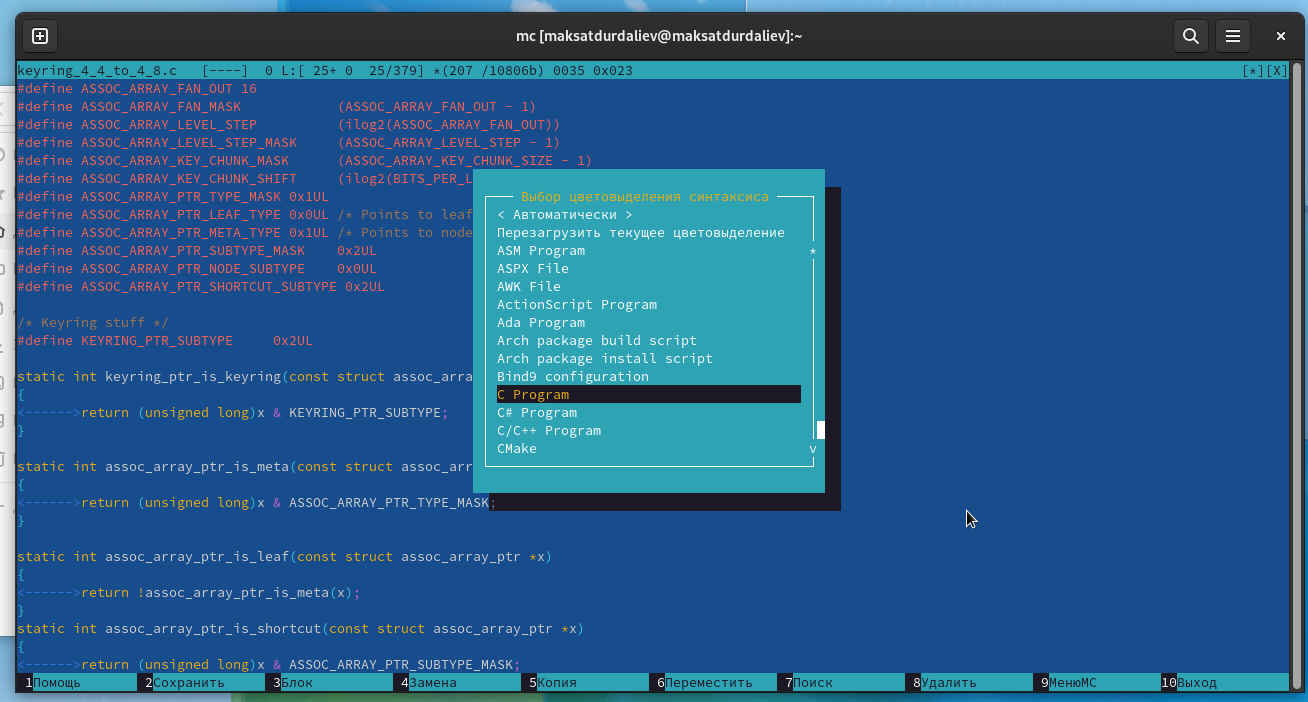 mc [maksatdurdaliev@maksatdurdaliev]:~
keyring_4_4_to_4_8.c   [----]  0 L:[ 25+ 0  25/379] *(207 /10806b) 0035 0x023 [*][X]
#define ASSOC_ARRAY_FAN_OUT 16
#define ASSOC_ARRAY_FAN_MASK            (ASSOC_ARRAY_FAN_OUT - 1)
#define ASSOC_ARRAY_LEVEL_STEP          (ilog2(ASSOC_ARRAY_FAN_OUT))
#define ASSOC_ARRAY_LEVEL_STEP_MASK     (ASSOC_ARRAY_LEVEL_STEP - 1)
#define ASSOC_ARRAY_KEY_CHUNK_MASK      (ASSOC_ARRAY_KEY_CHUNK_SIZE - 1)
#define ASSOC_ARRAY_KEY_CHUNK_SHIFT     (ilog2(BITS_PER_L
#define ASSOC_ARRAY_PTR_TYPE_MASK 0x1UL
#define ASSOC_ARRAY_PTR_LEAF_TYPE 0x0UL /* Points to leaf
#define ASSOC_ARRAY_PTR_META_TYPE 0x1UL /* Points to node
#define ASSOC_ARRAY_PTR_SUBTYPE_MASK    0x2UL
#define ASSOC_ARRAY_PTR_NODE_SUBTYPE    0x0UL
#define ASSOC_ARRAY_PTR_SHORTCUT_SUBTYPE 0x2UL
/* Keyring stuff */
#define KEYRING_PTR_SUBTYPE     0x2UL
static int keyring_ptr_is_keyring(const struct assoc_arra
{
<------>return (unsigned long)x & KEYRING_PTR_SUBTYPE;
}
static int assoc_array_ptr_is_meta(const struct assoc_arr
{
<------>return (unsigned long)x & ASSOC_ARRAY_PTR_TYPE_MASK;
}
static int assoc_array_ptr_is_leaf(const struct assoc_array_ptr *x)
{
<------>return !assoc_array_ptr_is_meta(x);
}
static int assoc_array_ptr_is_shortcut(const struct assoc_array_ptr *x)
{
<------>return (unsigned long)x & ASSOC_ARRAY_PTR_SUBTYPE_MASK;
Выбор цветовыделения синтаксиса
< Автоматически >
Перезагрузить текущее цветовыделение
ASM Program *
ASPX File
AWK File
ActionScript Program
Ada Program
Arch package build script
Arch package install script
Bind9 configuration
C Program
C# Program
C/C++ Program
CMake v
1Помощь 2Сохранить 3Блок 4Замена 5Копия 6Переместить 7Поиск 8Удалить 9МенюMC 10Выход